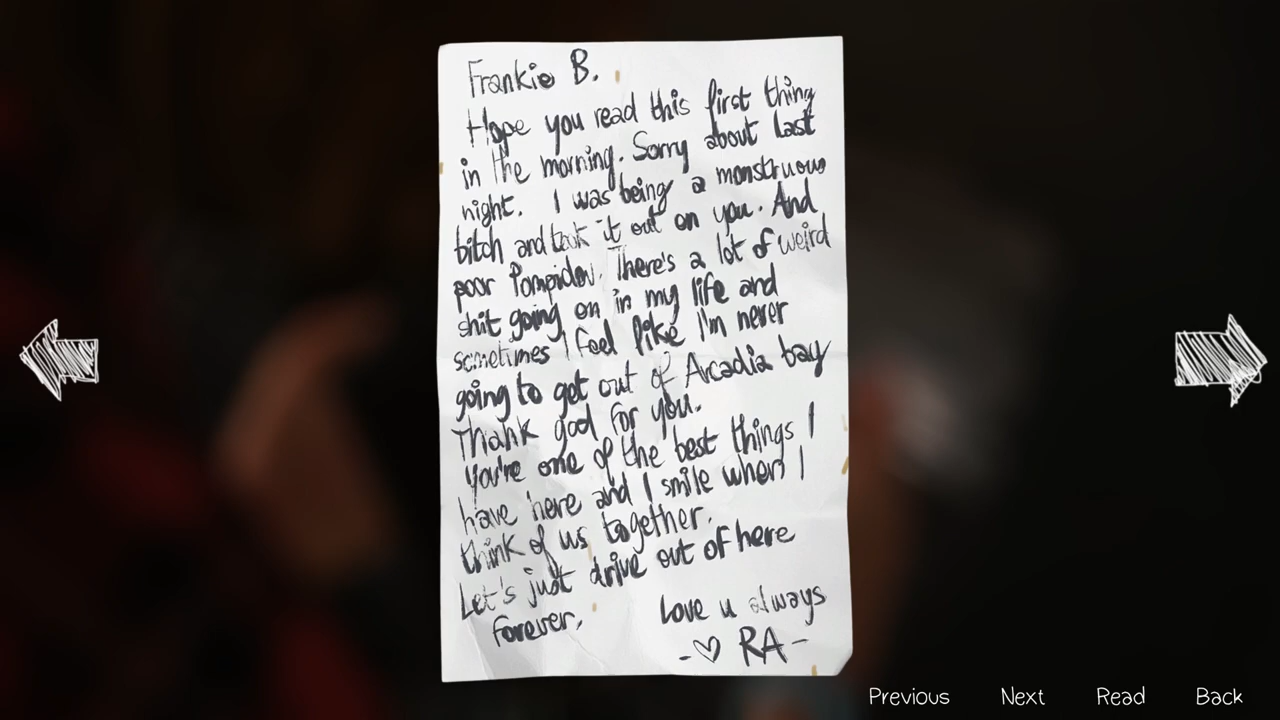 Frankie B.
Hope you read this first thing
in the morning. Sorry about last
night. I was being a monstruous
bitch and took it out on you. And
poor Pompidou. There's a lot of weird
shit going on in my life and
sometimes I feel like I'm never
going to get out of Arcadia bay
Thank god for you.
You're one of the best things I
have here and I smile when I
think of us together.
Let's just drive out of here
forever.
Love u always
-♡ RA-
Previous Next Read Back